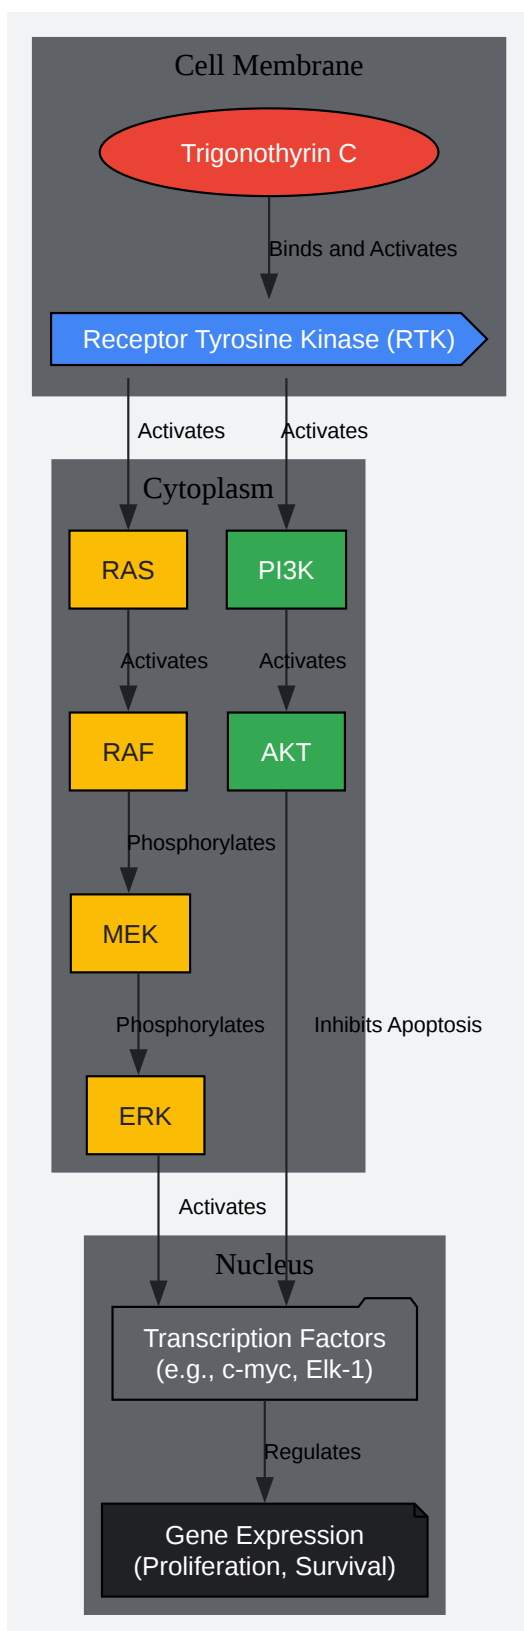 Cell Membrane
Trigonothyrin C
Binds and Activates
Receptor Tyrosine Kinase (RTK)
Activates
Activates
Cytoplasm
RAS
PI3K
Activates
Activates
RAF
AKT
Phosphorylates
MEK
Phosphorylates
Inhibits Apoptosis
ERK
Activates
Nucleus
Transcription Factors
(e.g., c-myc, Elk-1)
Regulates
Gene Expression
(Proliferation, Survival)